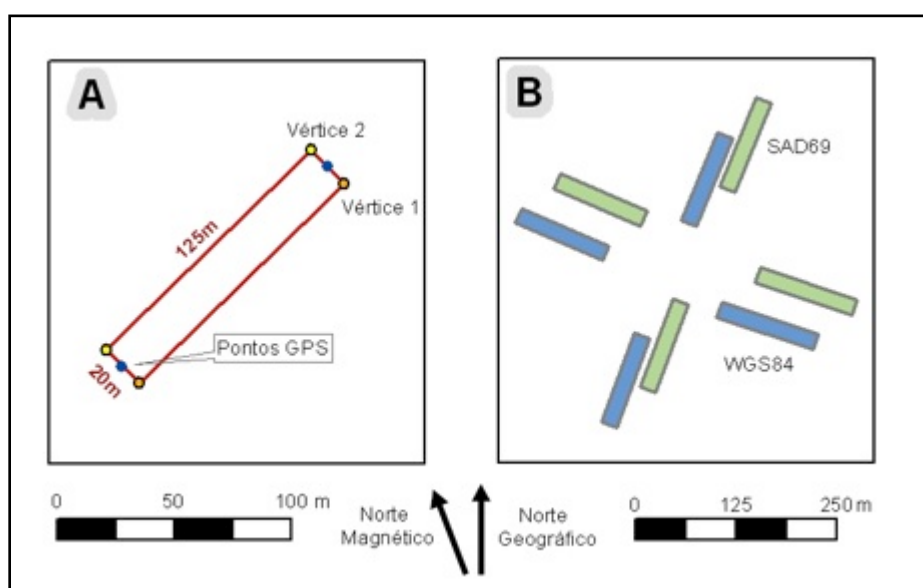 A
Vértice 2
Vértice 1
125m
Pontos GPS
20m
B
SAD69
WGS84
0 50 100 m
Norte
Magnético
Norte
Geográfico
0 125 250 m